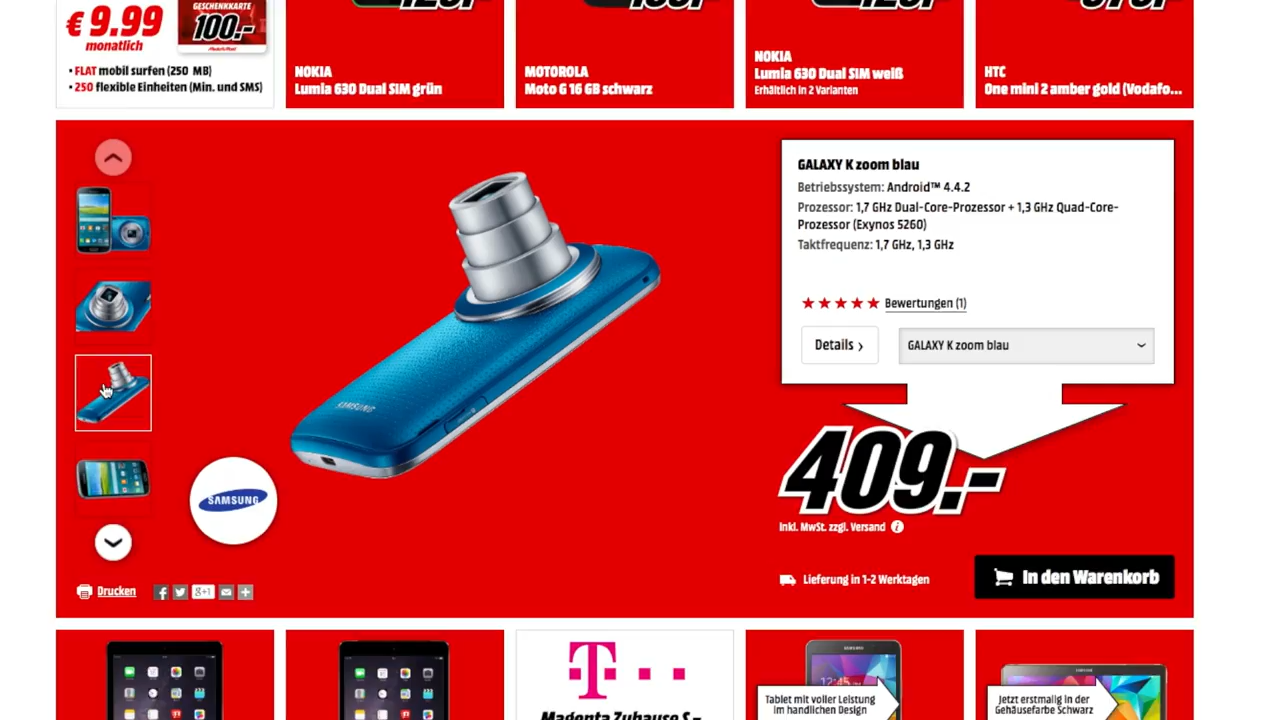 € 9.99
monatlich
GESCHENKKARTE
100.-
• FLAT mobil surfen (250 MB)
• 250 flexible Einheiten (Min. und SMS)
NOKIA
Lumia 630 Dual SIM grün
MOTOROLA
Moto G 16 GB schwarz
NOKIA
Lumia 630 Dual SIM weiß
Erhältlich in 2 Varianten
HTC
One mini 2 amber gold (Vodafo...
GALAXY K zoom blau
Betriebssystem: Android™ 4.4.2
Prozessor: 1,7 GHz Dual-Core-Prozessor + 1,3 GHz Quad-Core-
Prozessor (Exynos 5260)
Taktfrequenz: 1,7 GHz, 1,3 GHz
Bewertungen (1)
Details ›
GALAXY K zoom blau
SAMSUNG
SAMSUNG
409.-
Inkl. MwSt. zzgl. Versand
Lieferung in 1-2 Werktagen
In den Warenkorb
Drucken
g+1
T
Magenta Zuhause S –
SAMSUNG
12:45
Tablet mit voller Leistung
im handlichen Design
Jetzt erstmalig in der
Gehäusefarbe Schwarz